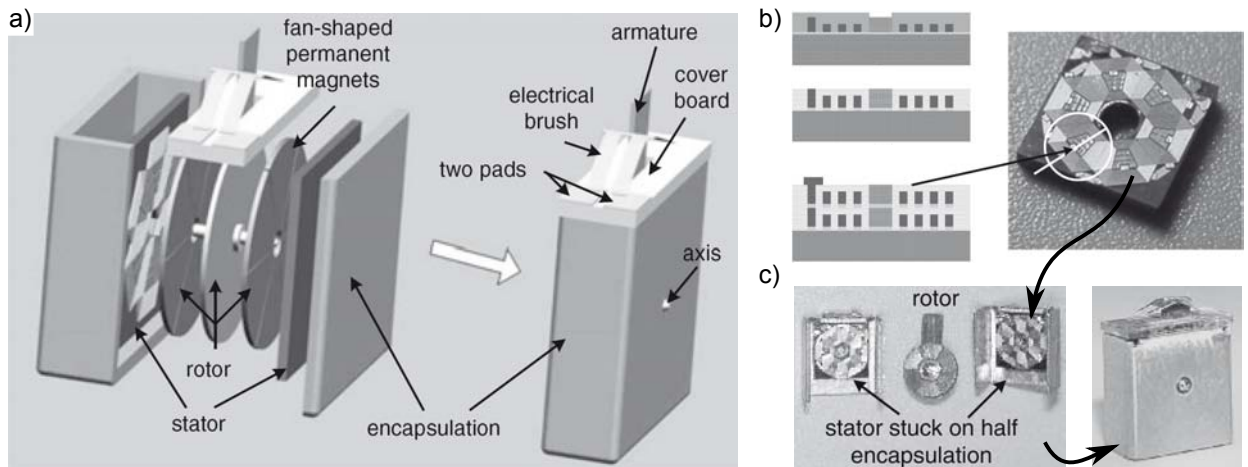 a)
fan-shaped
permanent
magnets
armature
cover
board
electrical
brush
two pads
axis
rotor
stator
encapsulation
b)
c)
rotor
stator stuck on half
encapsulation